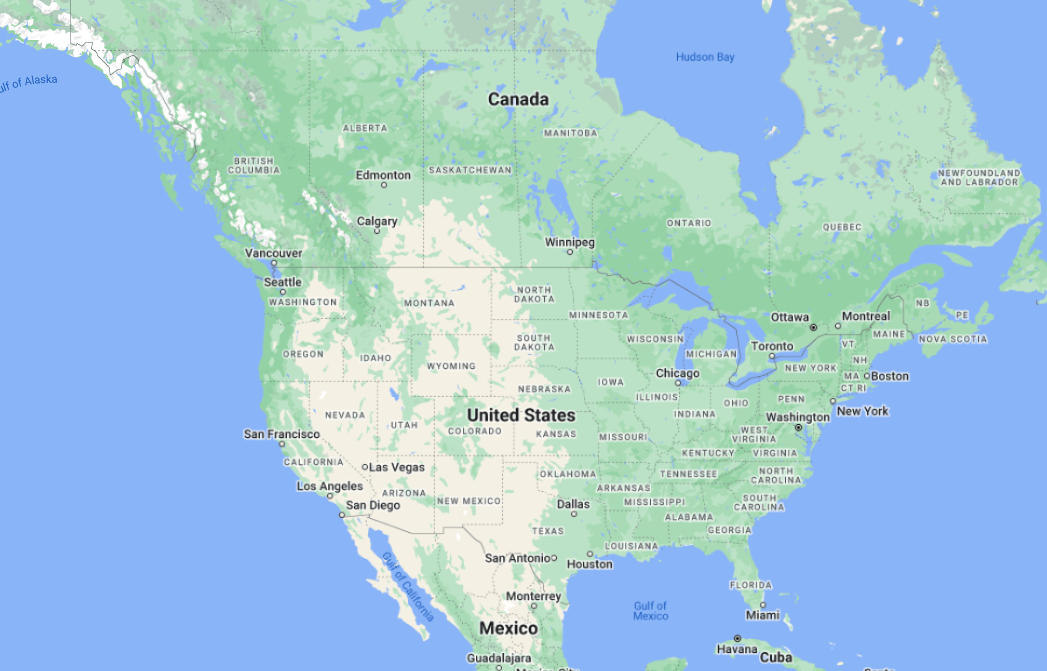 Hudson Bay
Gulf of Alaska
Canada
ALBERTA
MANITOBA
BRITISH
COLUMBIA
SASKATCHEWAN
Edmonton
NEWFOUNDLAND
AND LABRADOR
Calgary
ONTARIO
QUEBEC
Winnipeg
Vancouver
Seattle
WASHINGTON
MONTANA
NORTH
DAKOTA
MINNESOTA
Ottawa
Montreal
NB
PE
MAINE
NOVA SCOTIA
OREGON
IDAHO
WYOMING
SOUTH
DAKOTA
WISCONSIN
MICHIGAN
Toronto
VT
NH
NEW YORK
MA
Boston
CT RI
Chicago
IOWA
NEBRASKA
ILLINOIS
INDIANA
OHIO
PENN
New York
Washington
United States
NEVADA
UTAH
COLORADO
KANSAS
MISSOURI
WEST
VIRGINIA
KENTUCKY
VIRGINIA
San Francisco
CALIFORNIA
Las Vegas
OKLAHOMA
TENNESSEE
NORTH
CAROLINA
Los Angeles
ARIZONA
NEW MEXICO
ARKANSAS
MISSISSIPPI
SOUTH
CAROLINA
San Diego
Dallas
ALABAMA
GEORGIA
TEXAS
LOUISIANA
San Antonio
Houston
Gulf of California
FLORIDA
Monterrey
Gulf of
Mexico
Miami
Mexico
Havana
Cuba
Guadalajara
Mexico City